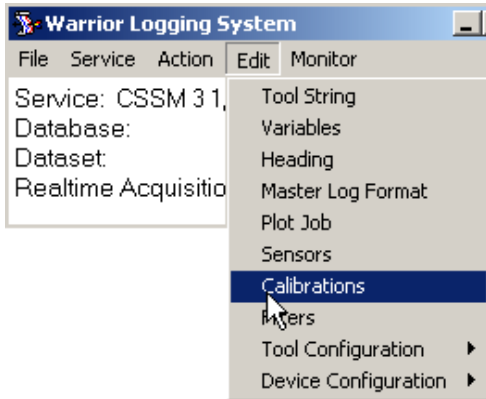 Warrior Logging System
File Service Action Edit Monitor
Service: CSSM 3 1,
Database:
Dataset:
Realtime Acquisitio
Tool String
Variables
Heading
Master Log Format
Plot Job
Sensors
Calibrations
Filters
Tool Configuration
Device Configuration